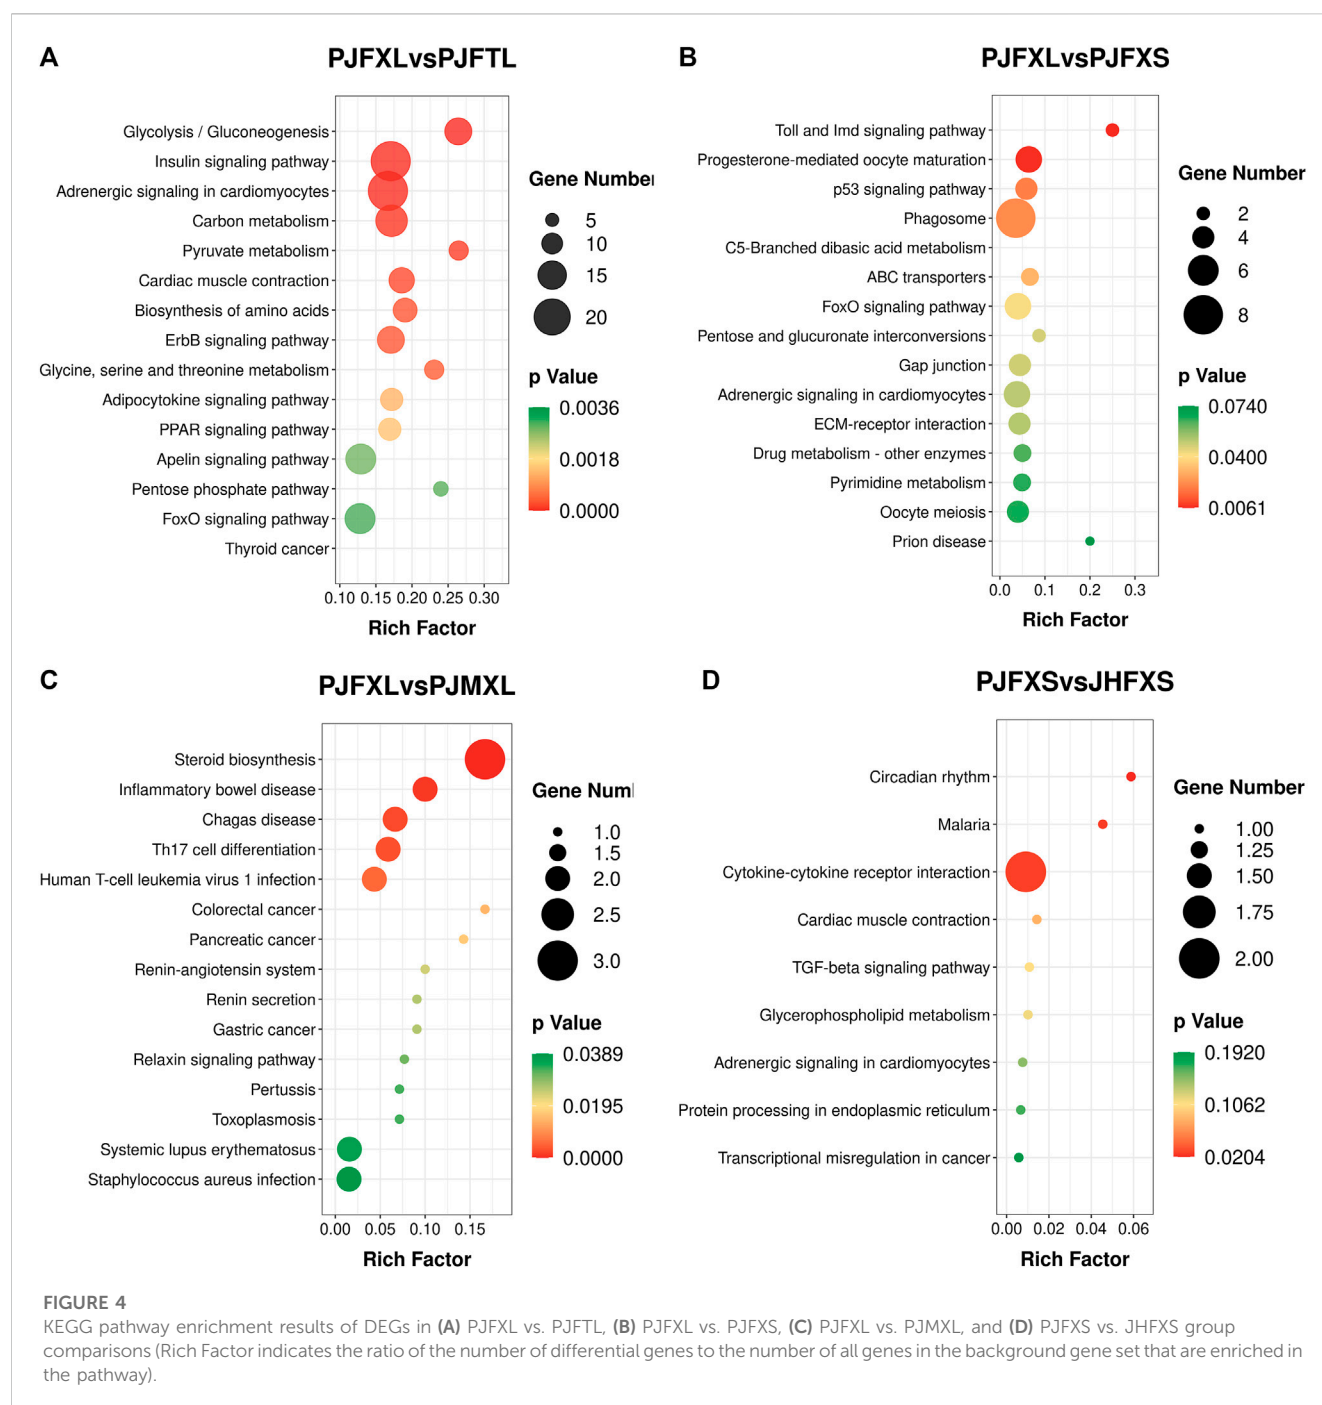 A
PJFXLvsPJFTL
Glycolysis / Gluconeogenesis
Insulin signaling pathway
Adrenergic signaling in cardiomyocytes
Carbon metabolism
Pyruvate metabolism
Cardiac muscle contraction
Biosynthesis of amino acids
ErbB signaling pathway
Glycine, serine and threonine metabolism
Adipocytokine signaling pathway
PPAR signaling pathway
Apelin signaling pathway
Pentose phosphate pathway
FoxO signaling pathway
Thyroid cancer
0.10 0.15 0.20 0.25 0.30
Rich Factor
Gene Number
5
10
15
20
p Value
0.0036
0.0018
0.0000
B
PJFXLvsPJFXS
Toll and Imd signaling pathway
Progesterone-mediated oocyte maturation
p53 signaling pathway
Phagosome
C5-Branched dibasic acid metabolism
ABC transporters
FoxO signaling pathway
Pentose and glucuronate interconversions
Gap junction
Adrenergic signaling in cardiomyocytes
ECM-receptor interaction
Drug metabolism - other enzymes
Pyrimidine metabolism
Oocyte meiosis
Prion disease
0.0 0.1 0.2 0.3
Rich Factor
Gene Number
2
4
6
8
p Value
0.0740
0.0400
0.0061
C
PJFXLvsPJMXL
Steroid biosynthesis
Inflammatory bowel disease
Chagas disease
Th17 cell differentiation
Human T-cell leukemia virus 1 infection
Colorectal cancer
Pancreatic cancer
Renin-angiotensin system
Renin secretion
Gastric cancer
Relaxin signaling pathway
Pertussis
Toxoplasmosis
Systemic lupus erythematosus
Staphylococcus aureus infection
0.00 0.05 0.10 0.15
Rich Factor
Gene Num
1.0
1.5
2.0
2.5
3.0
p Value
0.0389
0.0195
0.0000
D
PJFXSvsJHFXS
Circadian rhythm
Malaria
Cytokine-cytokine receptor interaction
Cardiac muscle contraction
TGF-beta signaling pathway
Glycerophospholipid metabolism
Adrenergic signaling in cardiomyocytes
Protein processing in endoplasmic reticulum
Transcriptional misregulation in cancer
0.00 0.02 0.04 0.06
Rich Factor
Gene Number
1.00
1.25
1.50
1.75
2.00
p Value
0.1920
0.1062
0.0204
FIGURE 4
KEGG pathway enrichment results of DEGs in (A) PJFXL vs. PJFTL, (B) PJFXL vs. PJFXS, (C) PJFXL vs. PJMXL, and (D) PJFXS vs. JHFXS group
comparisons (Rich Factor indicates the ratio of the number of differential genes to the number of all genes in the background gene set that are enriched in
the pathway).